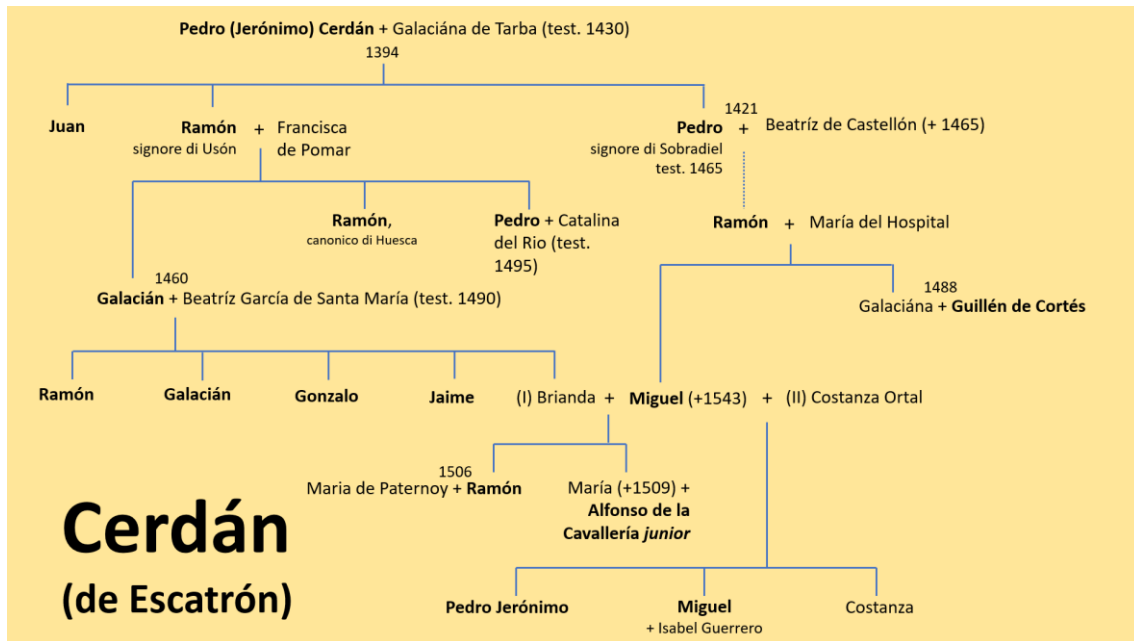 Pedro (Jerónimo) Cerdán + Galaciána de Tarba (test. 1430)
1394
1421
Juan
Ramón + Francisca
signore di Usón de Pomar
Pedro + Beatríz de Castellón (+ 1465)
signore di Sobradiel
test. 1465
Ramón,
canonico di Huesca
Pedro + Catalina
del Rio (test.
1495)
Ramón + María del Hospital
1460
Galacián + Beatríz García de Santa María (test. 1490)
1488
Galaciána + Guillén de Cortés
Ramón
Galacián
Gonzalo
Jaime
(I) Brianda + Miguel (+1543) + (II) Costanza Ortal
1506
Maria de Paternoy + Ramón
María (+1509) +
Alfonso de la
Cavallería junior
Cerdán
(de Escatrón)
Pedro Jerónimo
Miguel
+ Isabel Guerrero
Costanza